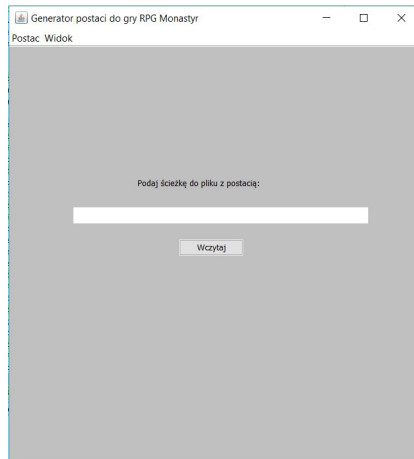 Generator postaci do gry RPG Monastyr
Postac Widok
Podaj ścieżkę do pliku z postacią:
Wczytaj